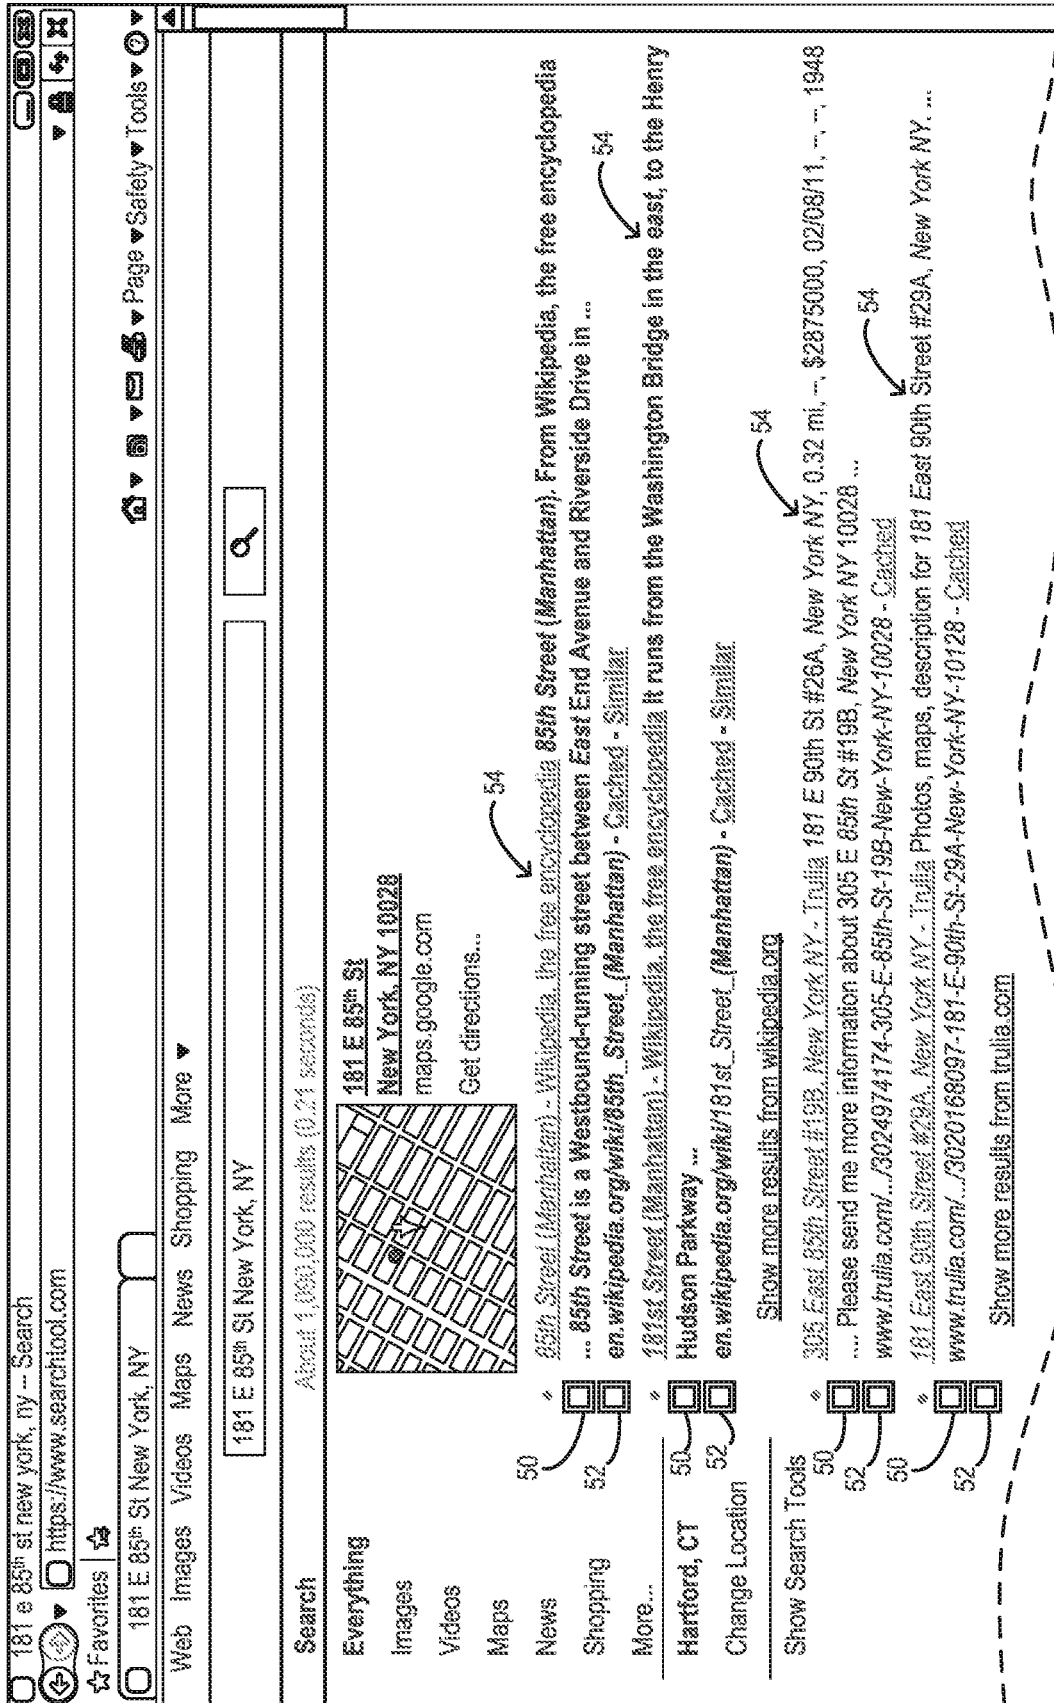 181 e 85th st new york, ny -- Search
https://www.searchtool.com
Favorites
Page Safety Tools
181 E 85th St New York, NY
Web Images Videos Maps News Shopping More
181 E 85th St New York, NY
Search About 1,090,000 results (0.21 seconds)
Everything
Images
Videos
Maps
News
Shopping
More...
Hartford, CT
Change Location
Show Search Tools
181 E 85th St
New York, NY 10028
maps.google.com
Get directions...
54
85th Street (Manhattan) - Wikipedia, the free encyclopedia 85th Street (Manhattan). From Wikipedia, the free encyclopedia
... 85th Street is a Westbound-running street between East End Avenue and Riverside Drive in ...
en.wikipedia.org/wiki/85th_Street_(Manhattan) - Cached - Similar
50
52
54
181st Street (Manhattan) - Wikipedia, the free encyclopedia It runs from the Washington Bridge in the east, to the Henry
Hudson Parkway ...
en.wikipedia.org/wiki/181st_Street_(Manhattan) - Cached - Similar
50
52
Show more results from wikipedia.org
54
305 East 85th Street #19B, New York NY - Trulia 181 E 90th St #26A, New York NY, 0.32 mi, --, $2875000, 02/08/11, --, --, 1948
.... Please send me more information about 305 E 85th St #19B, New York NY 10028 ...
www.trulia.com/.../3024974174-305-E-85th-St-19B-New-York-NY-10028 - Cached
50
52
54
181 East 90th Street #29A, New York NY - Trulia Photos, maps, description for 181 East 90th Street #29A, New York NY. ...
www.trulia.com/.../3020168097-181-E-90th-St-29A-New-York-NY-10128 - Cached
50
52
Show more results from trulia.com